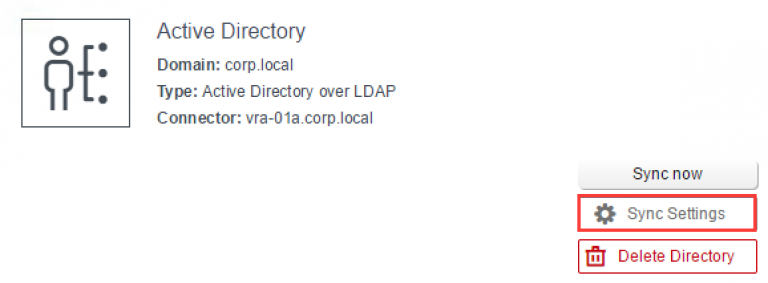 Active Directory
Domain: corp.local
Type: Active Directory over LDAP
Connector: vra-01a.corp.local
Sync now
Sync Settings
Delete Directory